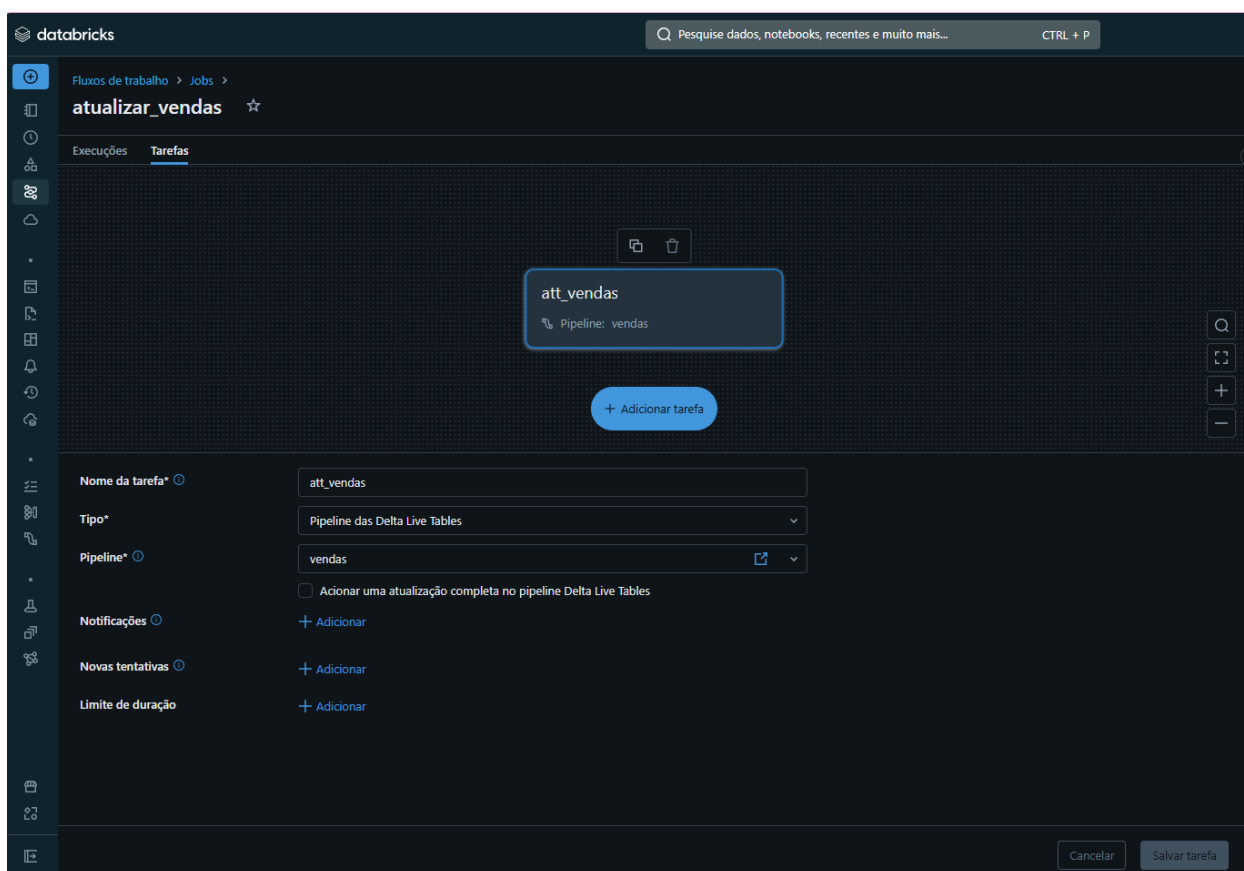 databricks
Pesquise dados, notebooks, recentes e muito mais... CTRL + P
Fluxos de trabalho > Jobs >
atualizar_vendas
Execuções Tarefas
att_vendas
Pipeline: vendas
+ Adicionar tarefa
Nome da tarefa* att_vendas
Tipo* Pipeline das Delta Live Tables
Pipeline* vendas
Acionar uma atualização completa no pipeline Delta Live Tables
Notificações + Adicionar
Novas tentativas + Adicionar
Limite de duração + Adicionar
Cancelar Salvar tarefa